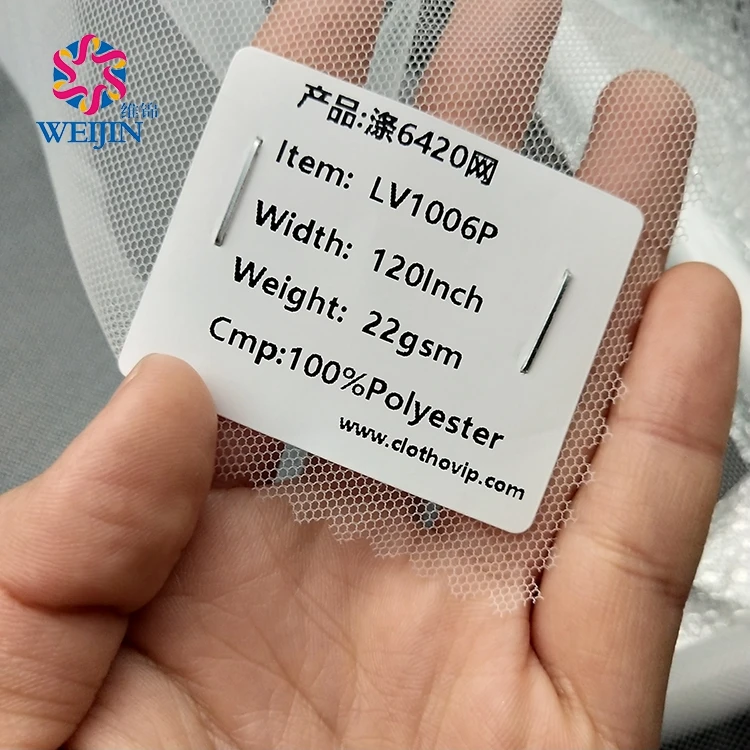 维锦
WEIJIN
产品:涤6420网
Item: LV1006P
Width: 120Inch
Weight: 22gsm
Cmp:100%Polyester
www.clothovip.com